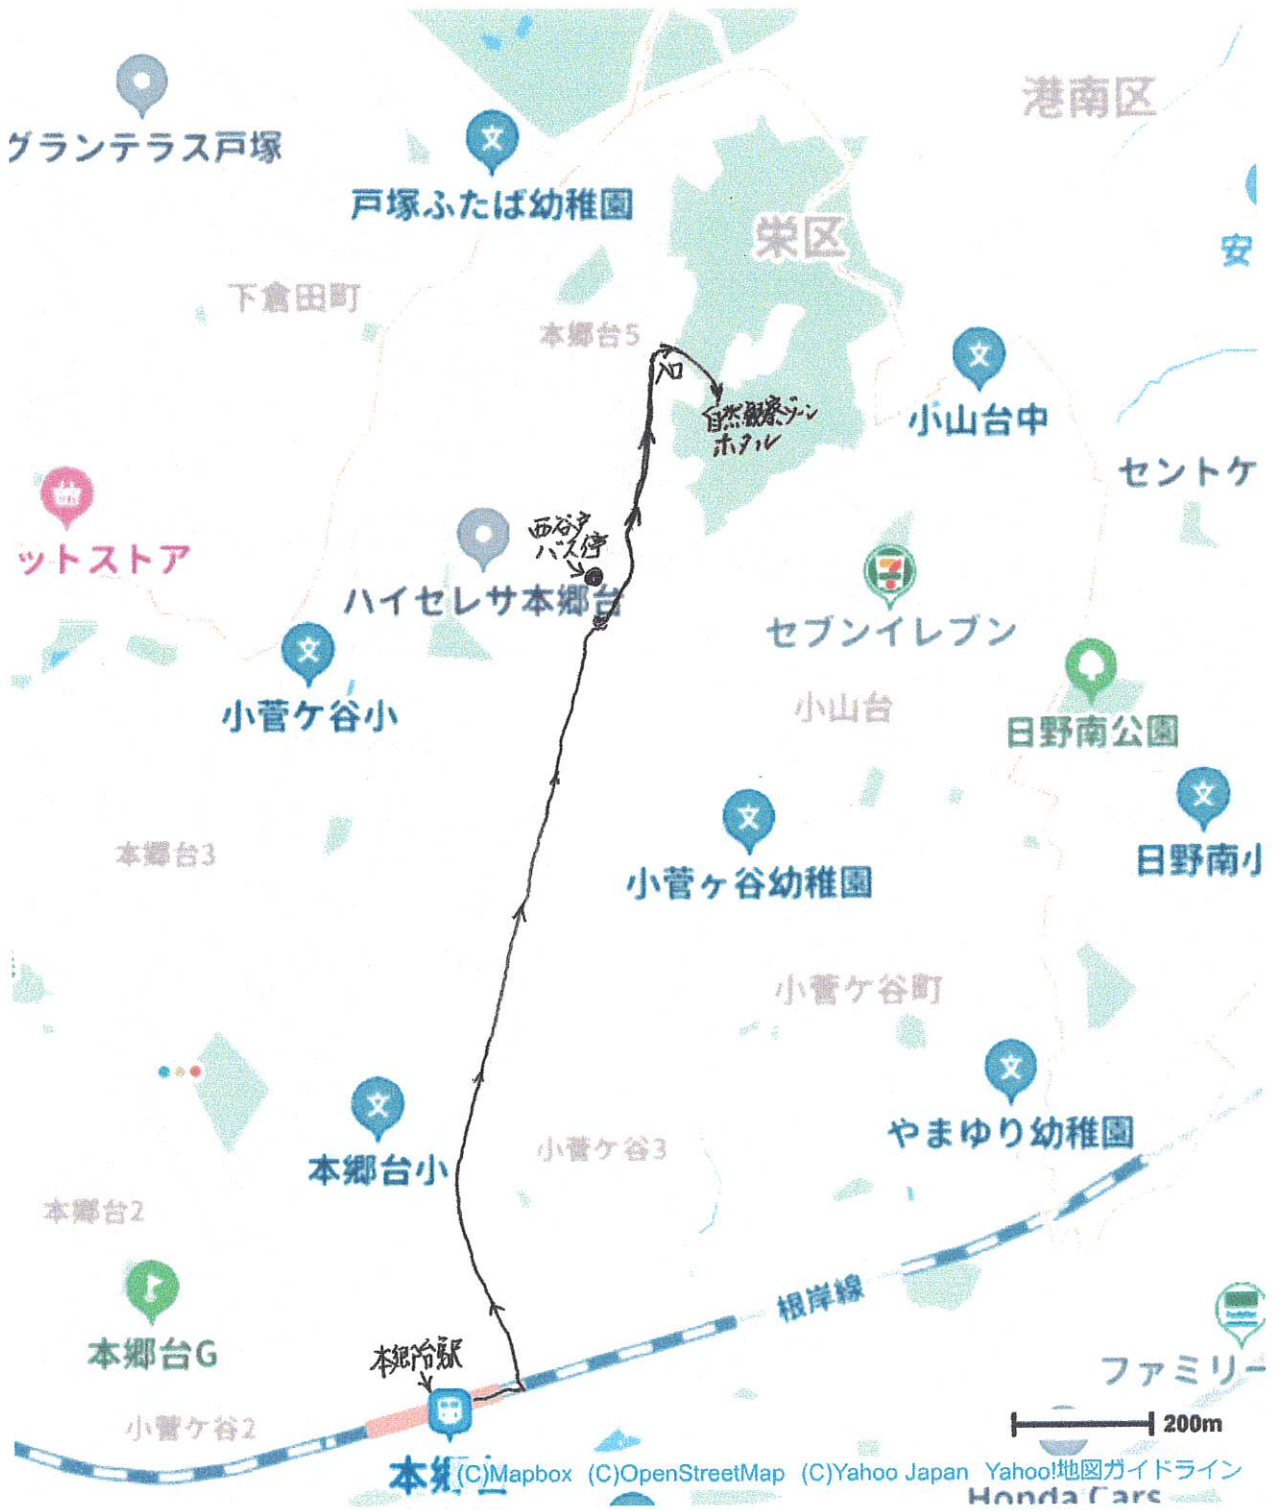 港南区
グランテラス戸塚
戸塚ふたば幼稚園
栄区
安
下倉田町
本郷台5
入口
自然観察ゾーン
ホタル
小山台中
セントケ
西谷戸
バス停
ットストア
ハイセレサ本郷台
セブンイレブン
小菅ケ谷小
小山台
日野南公園
本郷台3
小菅ヶ谷幼稚園
日野南小
小菅ケ谷町
やまゆり幼稚園
小菅ケ谷3
本郷台小
本郷台2
根岸線
本郷台駅
本郷台G
ファミリー
小菅ケ谷2
200m
(C)Mapbox (C)OpenStreetMap (C)Yahoo Japan Yahoo!地図ガイドライン
Honda Cars